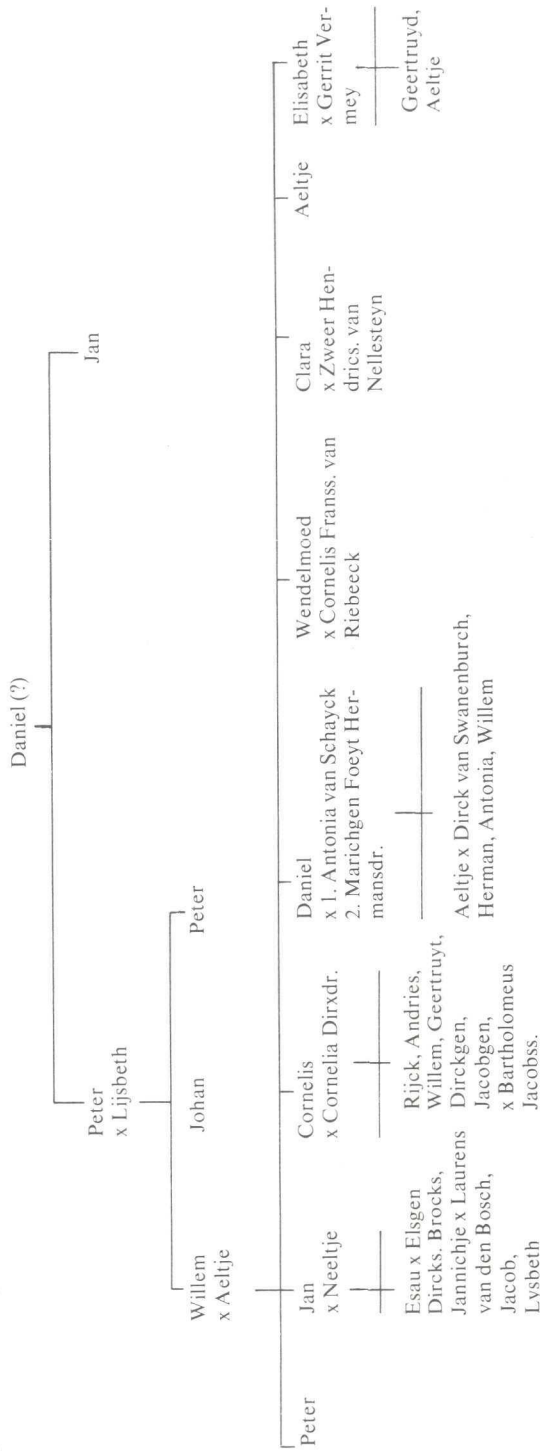 Daniel (?)
Peter
x Lijsbeth
Jan
Willem
x Aeltje
Johan
Peter
Peter
Jan
x Neeltje
Esau x Elsgen
Dircks. Brocks,
Jannichje x Laurens
van den Bosch,
Jacob,
Lysbeth
Cornelis
x Cornelia Dirxdr.
Rijck, Andries,
Willem, Geertruyt,
Dirckgen,
Jacobgen,
x Bartholomeus
Jacobss.
Daniel
x 1. Antonia van Schayck
2. Marichgen Foeyt Her-
mansdr.
Aeltje x Dirck van Swanenburch,
Herman, Antonia, Willem
Wendelmoed
x Cornelis Franss. van
Riebeeck
Clara
x Zweer Hen-
drics. van
Nellesteyn
Aeltje
Elisabeth
x Gerrit Ver-
mey
Geertruyd,
Aeltje